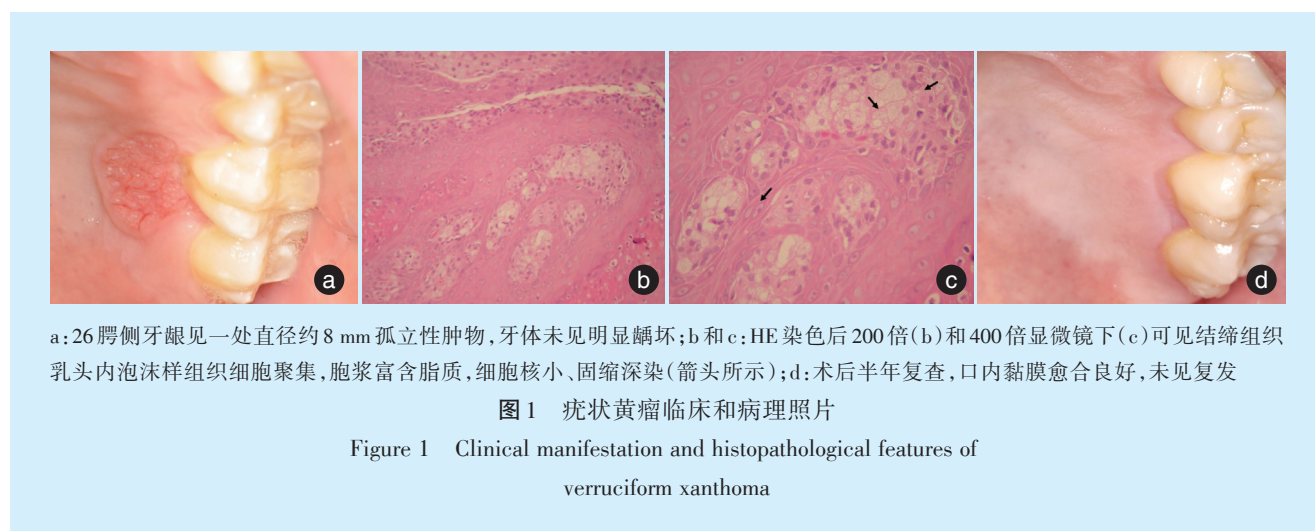 a
b
c
d
a:26腭侧牙龈见一处直径约8 mm孤立性肿物,牙体未见明显龋坏;b和c:HE染色后200倍(b)和400倍显微镜下(c)可见结缔组织
乳头内泡沫样组织细胞聚集,胞浆富含脂质,细胞核小、固缩深染(箭头所示);d:术后半年复查,口内黏膜愈合良好,未见复发
图1 疣状黄瘤临床和病理照片
Figure 1 Clinical manifestation and histopathological features of
verruciform xanthoma